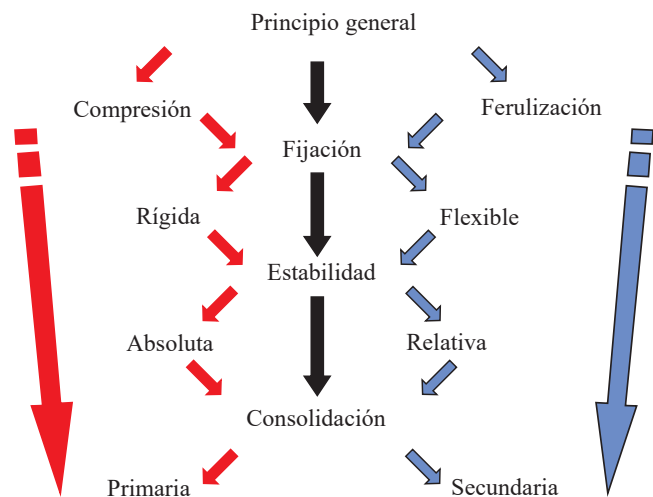 Principio general
Compresión
Ferulización
Fijación
Rígida
Flexible
Estabilidad
Absoluta
Relativa
Consolidación
Primaria
Secundaria